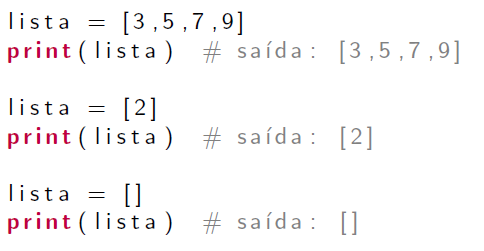 lista = [3,5,7,9]
print(lista) # saída: [3,5,7,9]
lista = [2]
print(lista) # saída: [2]
lista = []
print(lista) # saída: []